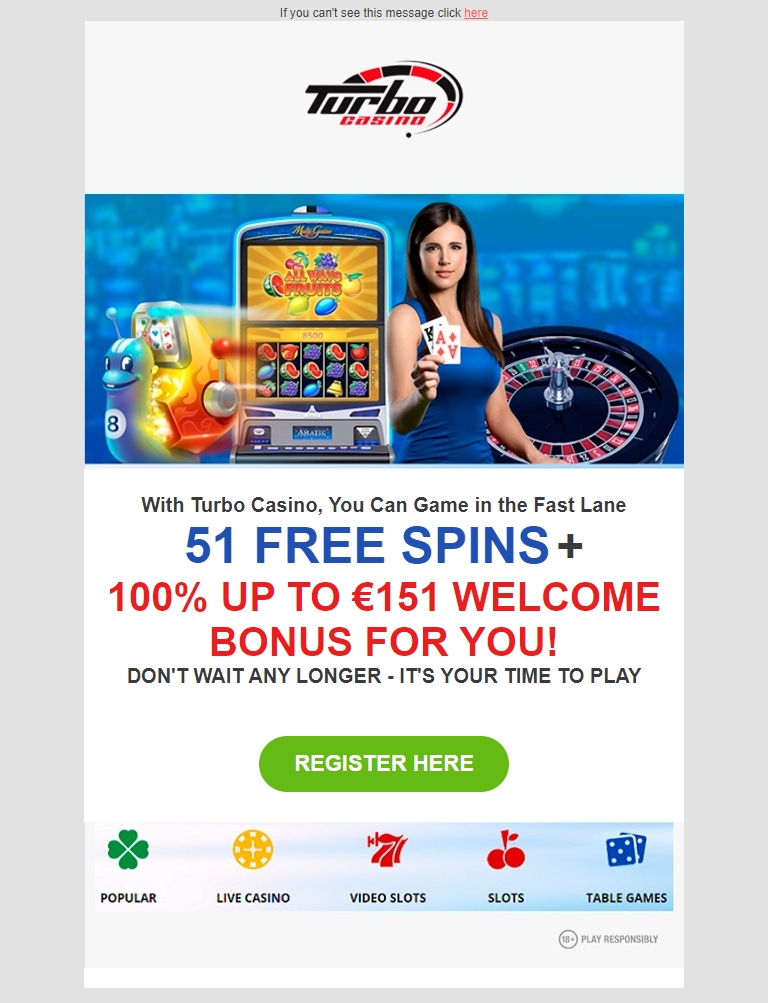 If you can't see this message click here
Turbo
casino
Multi Game
ALL WAYS
FRUITS
8500
AMATIC
8
K
A
A
With Turbo Casino, You Can Game in the Fast Lane
51 FREE SPINS +
100% UP TO €151 WELCOME
BONUS FOR YOU!
DON'T WAIT ANY LONGER - IT'S YOUR TIME TO PLAY
REGISTER HERE
POPULAR LIVE CASINO VIDEO SLOTS SLOTS TABLE GAMES
18+ PLAY RESPONSIBLY